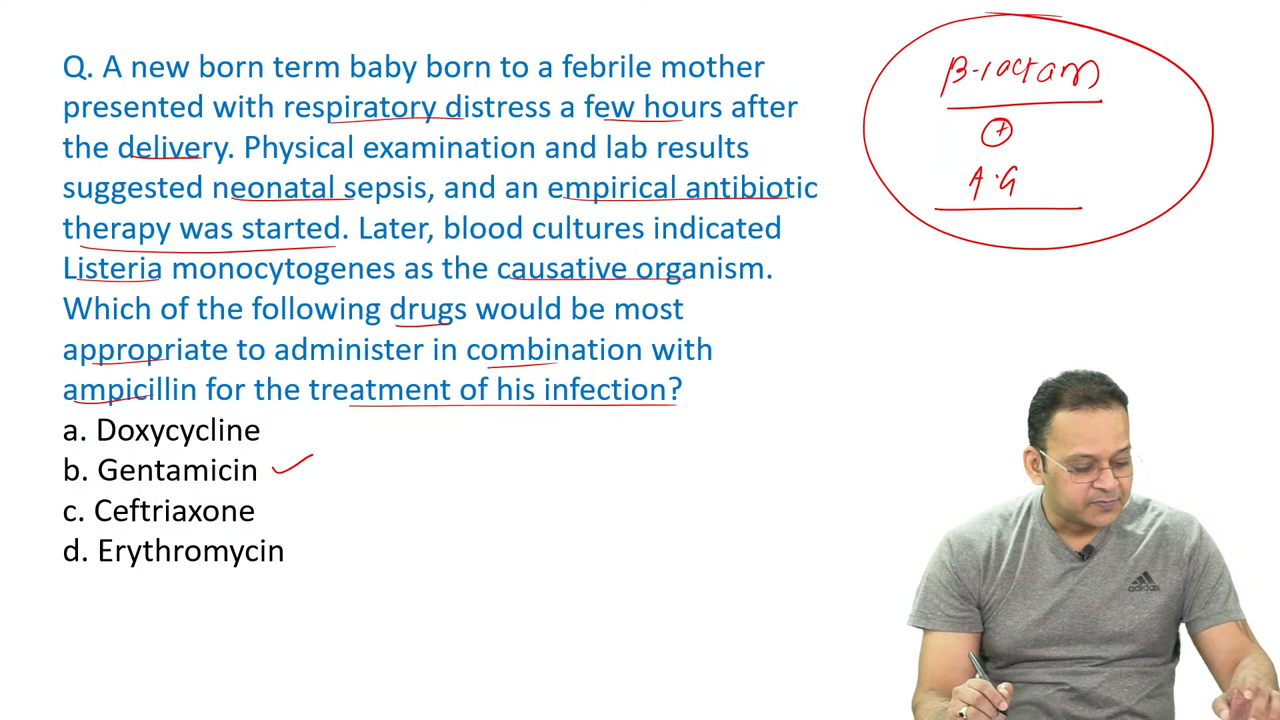 Q. A new born term baby born to a febrile mother
presented with respiratory distress a few hours after
the delivery. Physical examination and lab results
suggested neonatal sepsis, and an empirical antibiotic
therapy was started. Later, blood cultures indicated
Listeria monocytogenes as the causative organism.
Which of the following drugs would be most
appropriate to administer in combination with
ampicillin for the treatment of his infection?
a. Doxycycline
b. Gentamicin
c. Ceftriaxone
d. Erythromycin
β-lactam
+
A.G
adidas